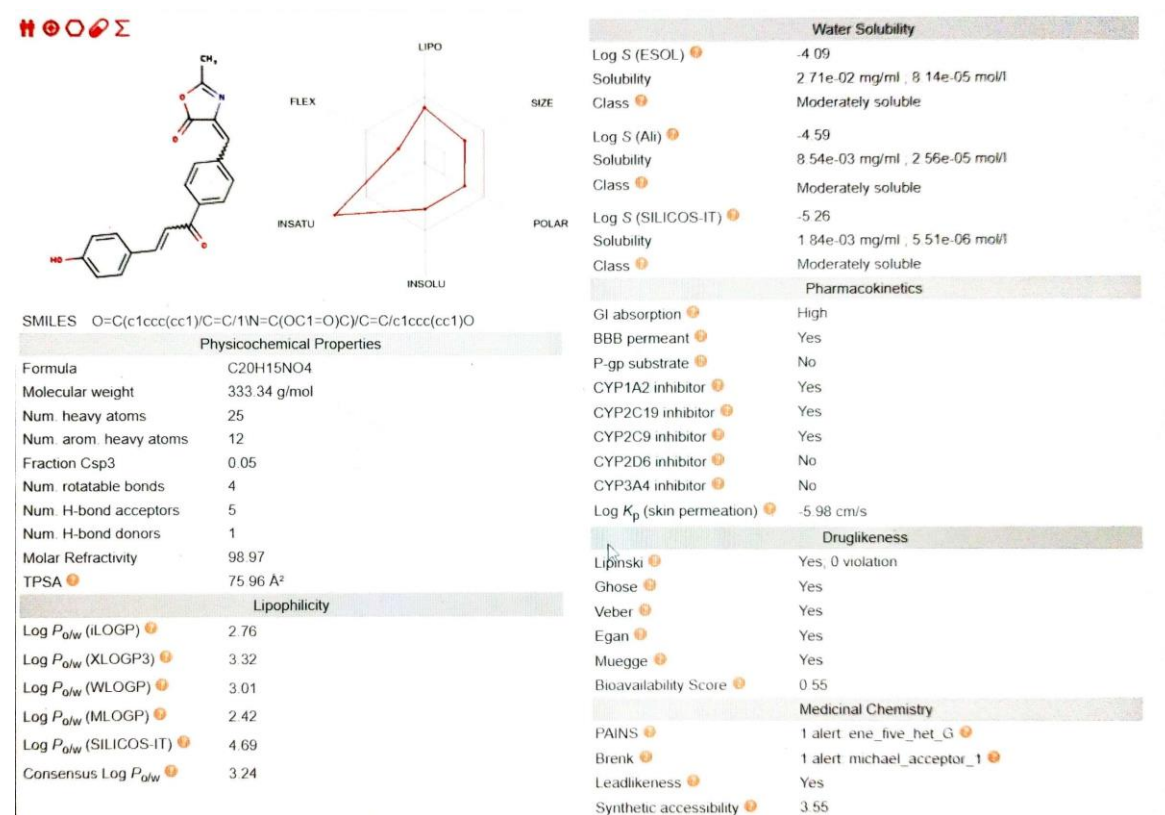 CH₃
O
N
O
O
HO
LIPO
FLEX
SIZE
INSATU
POLAR
INSOLU
SMILES O=C(c1ccc(cc1)/C=C/1\N=C(OC1=O)C)/C=C/c1ccc(cc1)O
Physicochemical Properties
Formula C20H15NO4
Molecular weight 333.34 g/mol
Num. heavy atoms 25
Num. arom. heavy atoms 12
Fraction Csp3 0.05
Num. rotatable bonds 4
Num. H-bond acceptors 5
Num. H-bond donors 1
Molar Refractivity 98.97
TPSA 75.96 Å²
Lipophilicity
Log Po/w (iLOGP) 2.76
Log Po/w (XLOGP3) 3.32
Log Po/w (WLOGP) 3.01
Log Po/w (MLOGP) 2.42
Log Po/w (SILICOS-IT) 4.69
Consensus Log Po/w 3.24
Water Solubility
Log S (ESOL) -4.09
Solubility 2.71e-02 mg/ml ; 8.14e-05 mol/l
Class Moderately soluble
Log S (Ali) -4.59
Solubility 8.54e-03 mg/ml ; 2.56e-05 mol/l
Class Moderately soluble
Log S (SILICOS-IT) -5.26
Solubility 1.84e-03 mg/ml ; 5.51e-06 mol/l
Class Moderately soluble
Pharmacokinetics
GI absorption High
BBB permeant Yes
P-gp substrate No
CYP1A2 inhibitor Yes
CYP2C19 inhibitor Yes
CYP2C9 inhibitor Yes
CYP2D6 inhibitor No
CYP3A4 inhibitor No
Log Kp (skin permeation) -5.98 cm/s
Druglikeness
Lipinski Yes; 0 violation
Ghose Yes
Veber Yes
Egan Yes
Muegge Yes
Bioavailability Score 0.55
Medicinal Chemistry
PAINS 1 alert: ene_five_het_G
Brenk 1 alert: michael_acceptor_1
Leadlikeness Yes
Synthetic accessibility 3.55